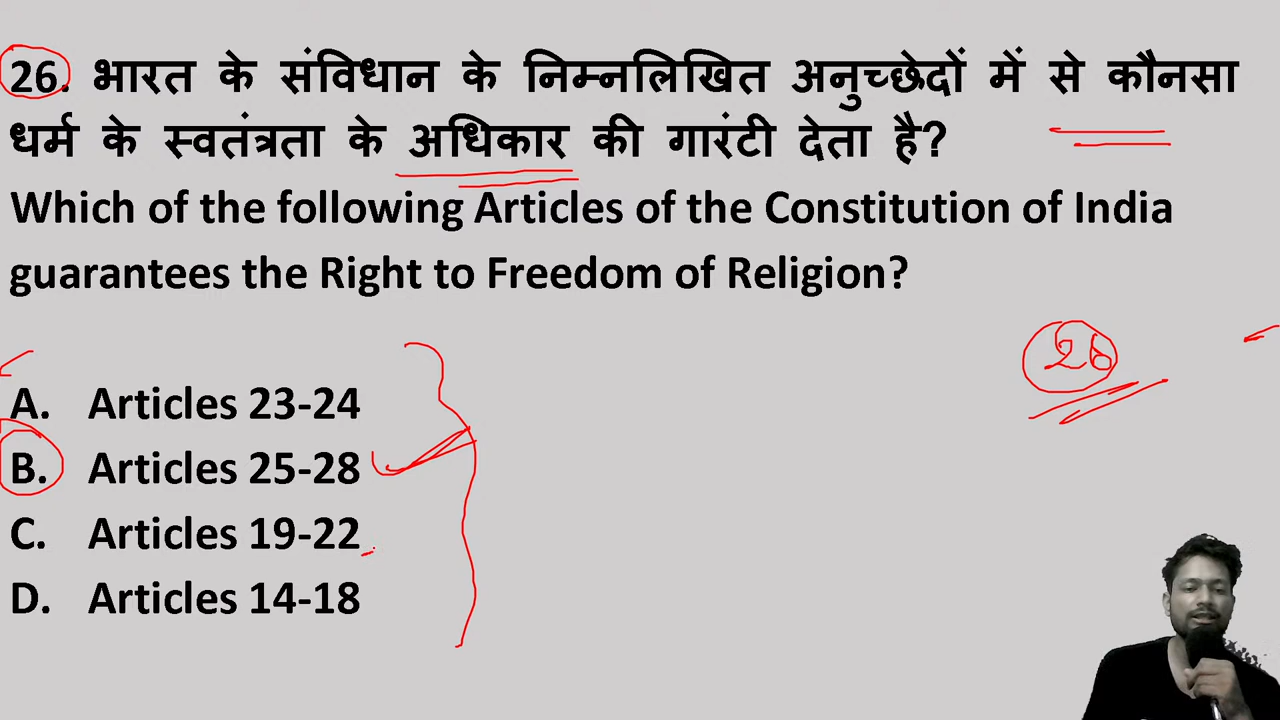 26. भारत के संविधान के निम्नलिखित अनुच्छेदों में से कौनसा
धर्म के स्वतंत्रता के अधिकार की गारंटी देता है?
Which of the following Articles of the Constitution of India
guarantees the Right to Freedom of Religion?
26
A. Articles 23-24
B. Articles 25-28
C. Articles 19-22
D. Articles 14-18